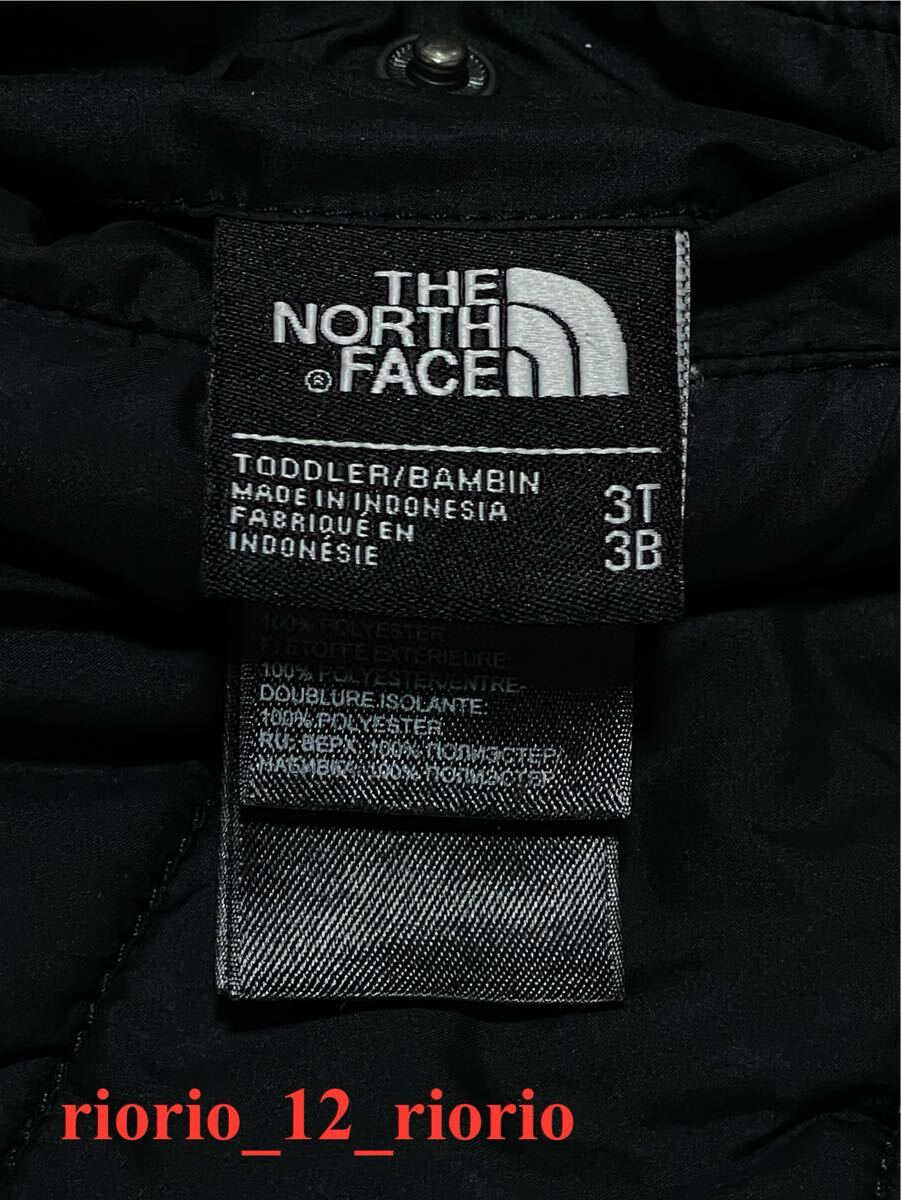 THE
NORTH
® FACE
TODDLER/BAMBIN 3T
MADE IN INDONESIA
FABRIQUÉ EN 3B
INDONÉSIE
100% POLYESTER
F: ÉTOFFE EXTÉRIEURE:
100% POLYESTER/ENTRE-
DOUBLURE ISOLANTE:
100% POLYESTER
RU: ВЕРХ: 100% ПОЛИЭСТЕР/
НАБИВКА: 100% ПОЛИЭСТЕР
riorio_12_riorio